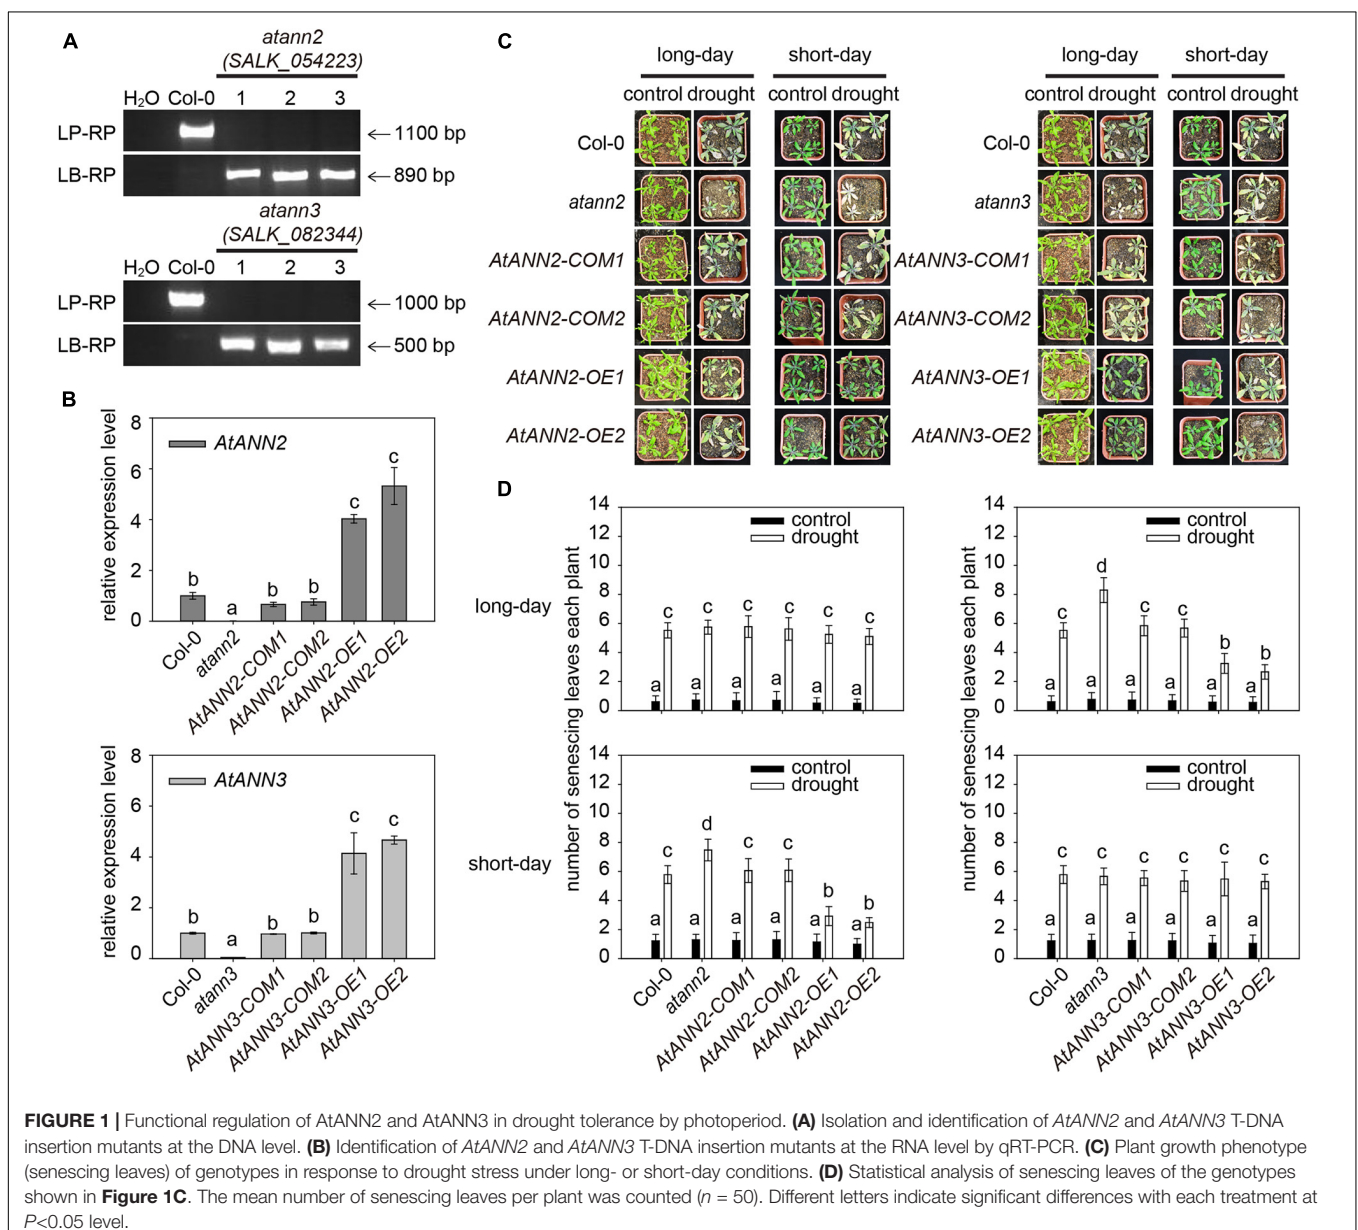 A
atann2
(SALK_054223)
H2O Col-0 1 2 3
LP-RP ←1100 bp
LB-RP ←890 bp
atann3
(SALK_082344)
H2O Col-0 1 2 3
LP-RP ←1000 bp
LB-RP ←500 bp
B
relative expression level
8
6
4
2
0
AtANN2
b a b b c c
Col-0
atann2
AtANN2-COM1
AtANN2-COM2
AtANN2-OE1
AtANN2-OE2
relative expression level
8
6
4
2
0
AtANN3
b a b b c c
Col-0
atann3
AtANN3-COM1
AtANN3-COM2
AtANN3-OE1
AtANN3-OE2
C
long-day short-day
control drought control drought
Col-0
atann2
AtANN2-COM1
AtANN2-COM2
AtANN2-OE1
AtANN2-OE2
long-day short-day
control drought control drought
Col-0
atann3
AtANN3-COM1
AtANN3-COM2
AtANN3-OE1
AtANN3-OE2
D
long-day
number of senescing leaves each plant
14
12
10
8
6
4
2
0
control
drought
a c a c a c a c a c a c
14
12
10
8
6
4
2
0
control
drought
a c a d a c a c a b a b
short-day
14
12
10
8
6
4
2
0
control
drought
a c a d a c a c a b a b
Col-0
atann2
AtANN2-COM1
AtANN2-COM2
AtANN2-OE1
AtANN2-OE2
number of senescing leaves each plant
14
12
10
8
6
4
2
0
control
drought
a c a c a c a c a c a c
Col-0
atann3
AtANN3-COM1
AtANN3-COM2
AtANN3-OE1
AtANN3-OE2
FIGURE 1 | Functional regulation of AtANN2 and AtANN3 in drought tolerance by photoperiod. (A) Isolation and identification of AtANN2 and AtANN3 T-DNA
insertion mutants at the DNA level. (B) Identification of AtANN2 and AtANN3 T-DNA insertion mutants at the RNA level by qRT-PCR. (C) Plant growth phenotype
(senescing leaves) of genotypes in response to drought stress under long- or short-day conditions. (D) Statistical analysis of senescing leaves of the genotypes
shown in Figure 1C. The mean number of senescing leaves per plant was counted (n = 50). Different letters indicate significant differences with each treatment at
P<0.05 level.